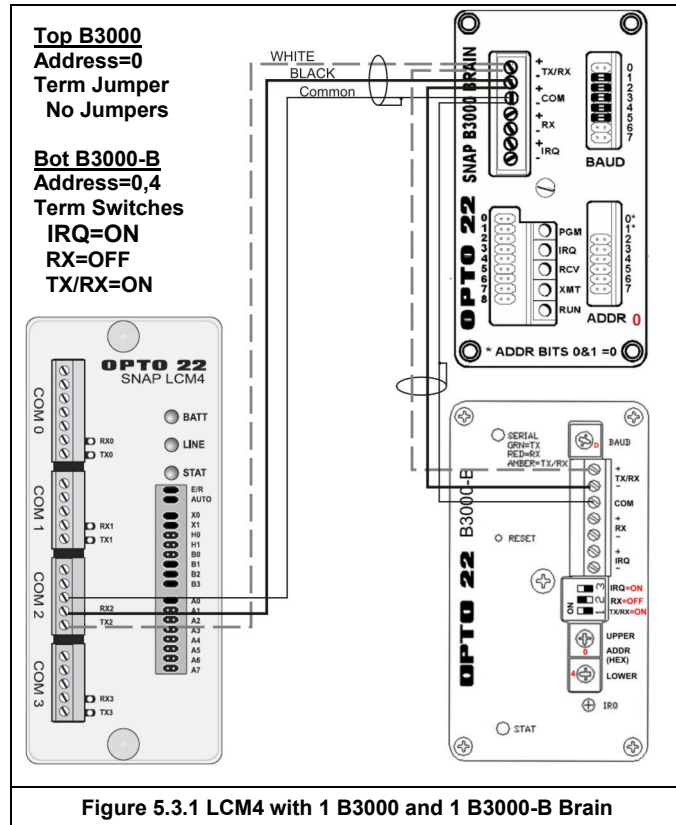 Top B3000
Address=0
Term Jumper
No Jumpers
Bot B3000-B
Address=0,4
Term Switches
IRQ=ON
RX=OFF
TX/RX=ON
WHITE
BLACK
Common
OPTO 22
SNAP LCM4
COM 0
COM 1
COM 2
COM 3
RX0
TX0
RX1
TX1
RX2
TX2
RX3
TX3
BATT
LINE
STAT
E/R
AUTO
X0
X1
H0
H1
B0
B1
B2
B3
A0
A1
A2
A3
A4
A5
A6
A7
OPTO 22 SNAP B3000 BRAIN
+
TX/RX
-
+
COM
-
+
RX
-
+
IRQ
-
0
1
2
3
4
5
6
7
BAUD
0
1
2
3
4
5
6
7
8
PGM
IRQ
RCV
XMT
RUN
0*
1*
2
3
4
5
6
7
ADDR 0
* ADDR BITS 0&1 =0
OPTO 22 B3000-B
SERIAL
GRN=TX
RED=RX
AMBER=TX/RX
D
BAUD
+
TX/RX
-
COM
+
RX
-
+
IRQ
-
RESET
ON
3 IRQ=ON
2 RX=OFF
1 TX/RX=ON
0
UPPER
ADDR
(HEX)
4
LOWER
IRQ
STAT
Figure 5.3.1 LCM4 with 1 B3000 and 1 B3000-B Brain